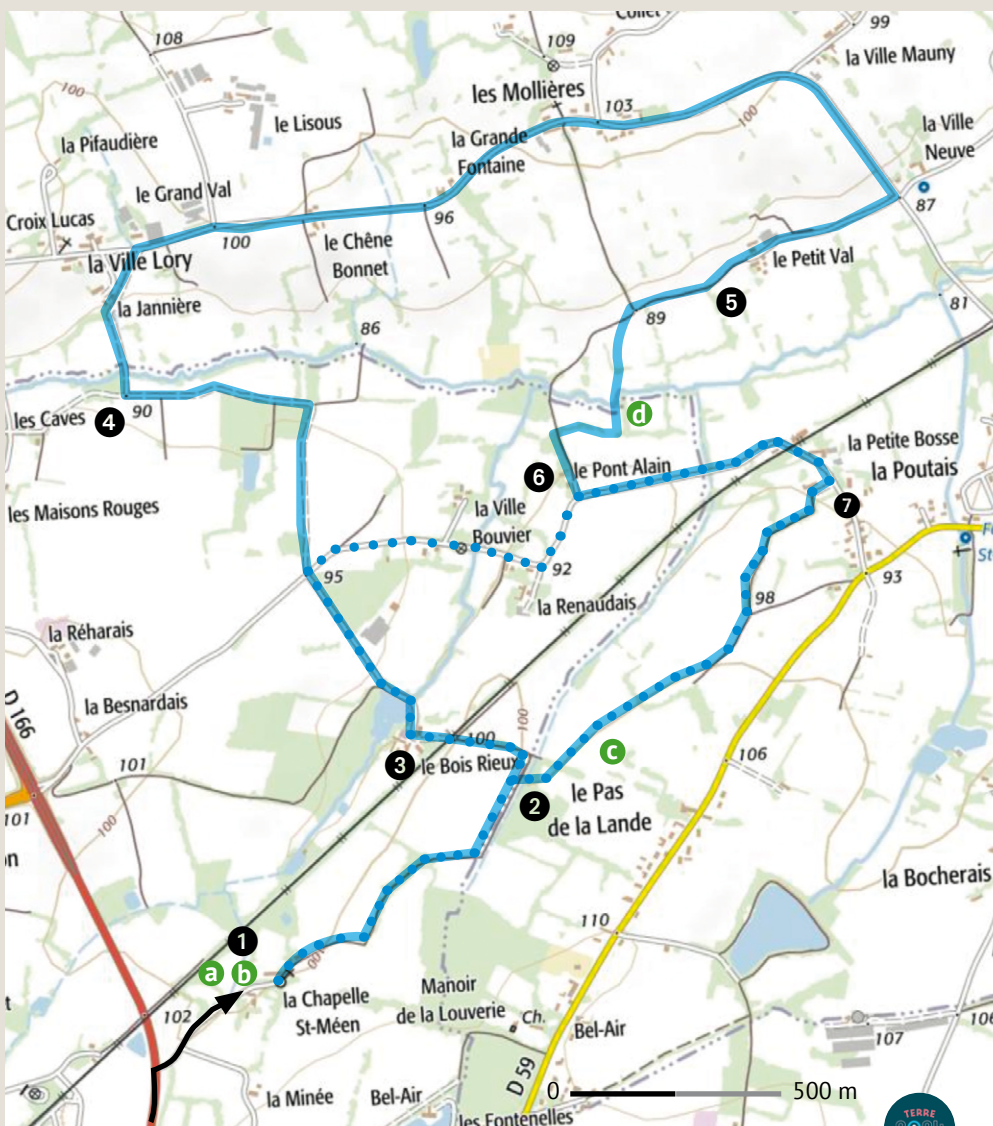 108
109
99
la Ville Mauny
les Mollières
100
103
le Lisous
la Pifaudière
la Grande
Fontaine
100
la Ville
Neuve
le Grand Val
Croix Lucas
96
87
100
le Chêne
Bonnet
la Ville Lory
le Petit Val
la Jannière
5
81
89
86
90
les Caves
4
d
la Petite Bosse
la Poutais
le Pont Alain
6
7
les Maisons Rouges
la Ville
Bouvier
95
92
93
la Renaudais
98
la Réharais
la Besnardais
D 166
100
100
101
3
le Bois Rieux
c
106
2
le Pas
de la Lande
101
on
la Bocherais
1
a b
100
110
la Chapelle
St-Méen
Manoir
de la Louverie
Ch.
Bel-Air
102
107
106
D 59
la Minée
Bel-Air
0
500 m
les Fontenelles
TERRE